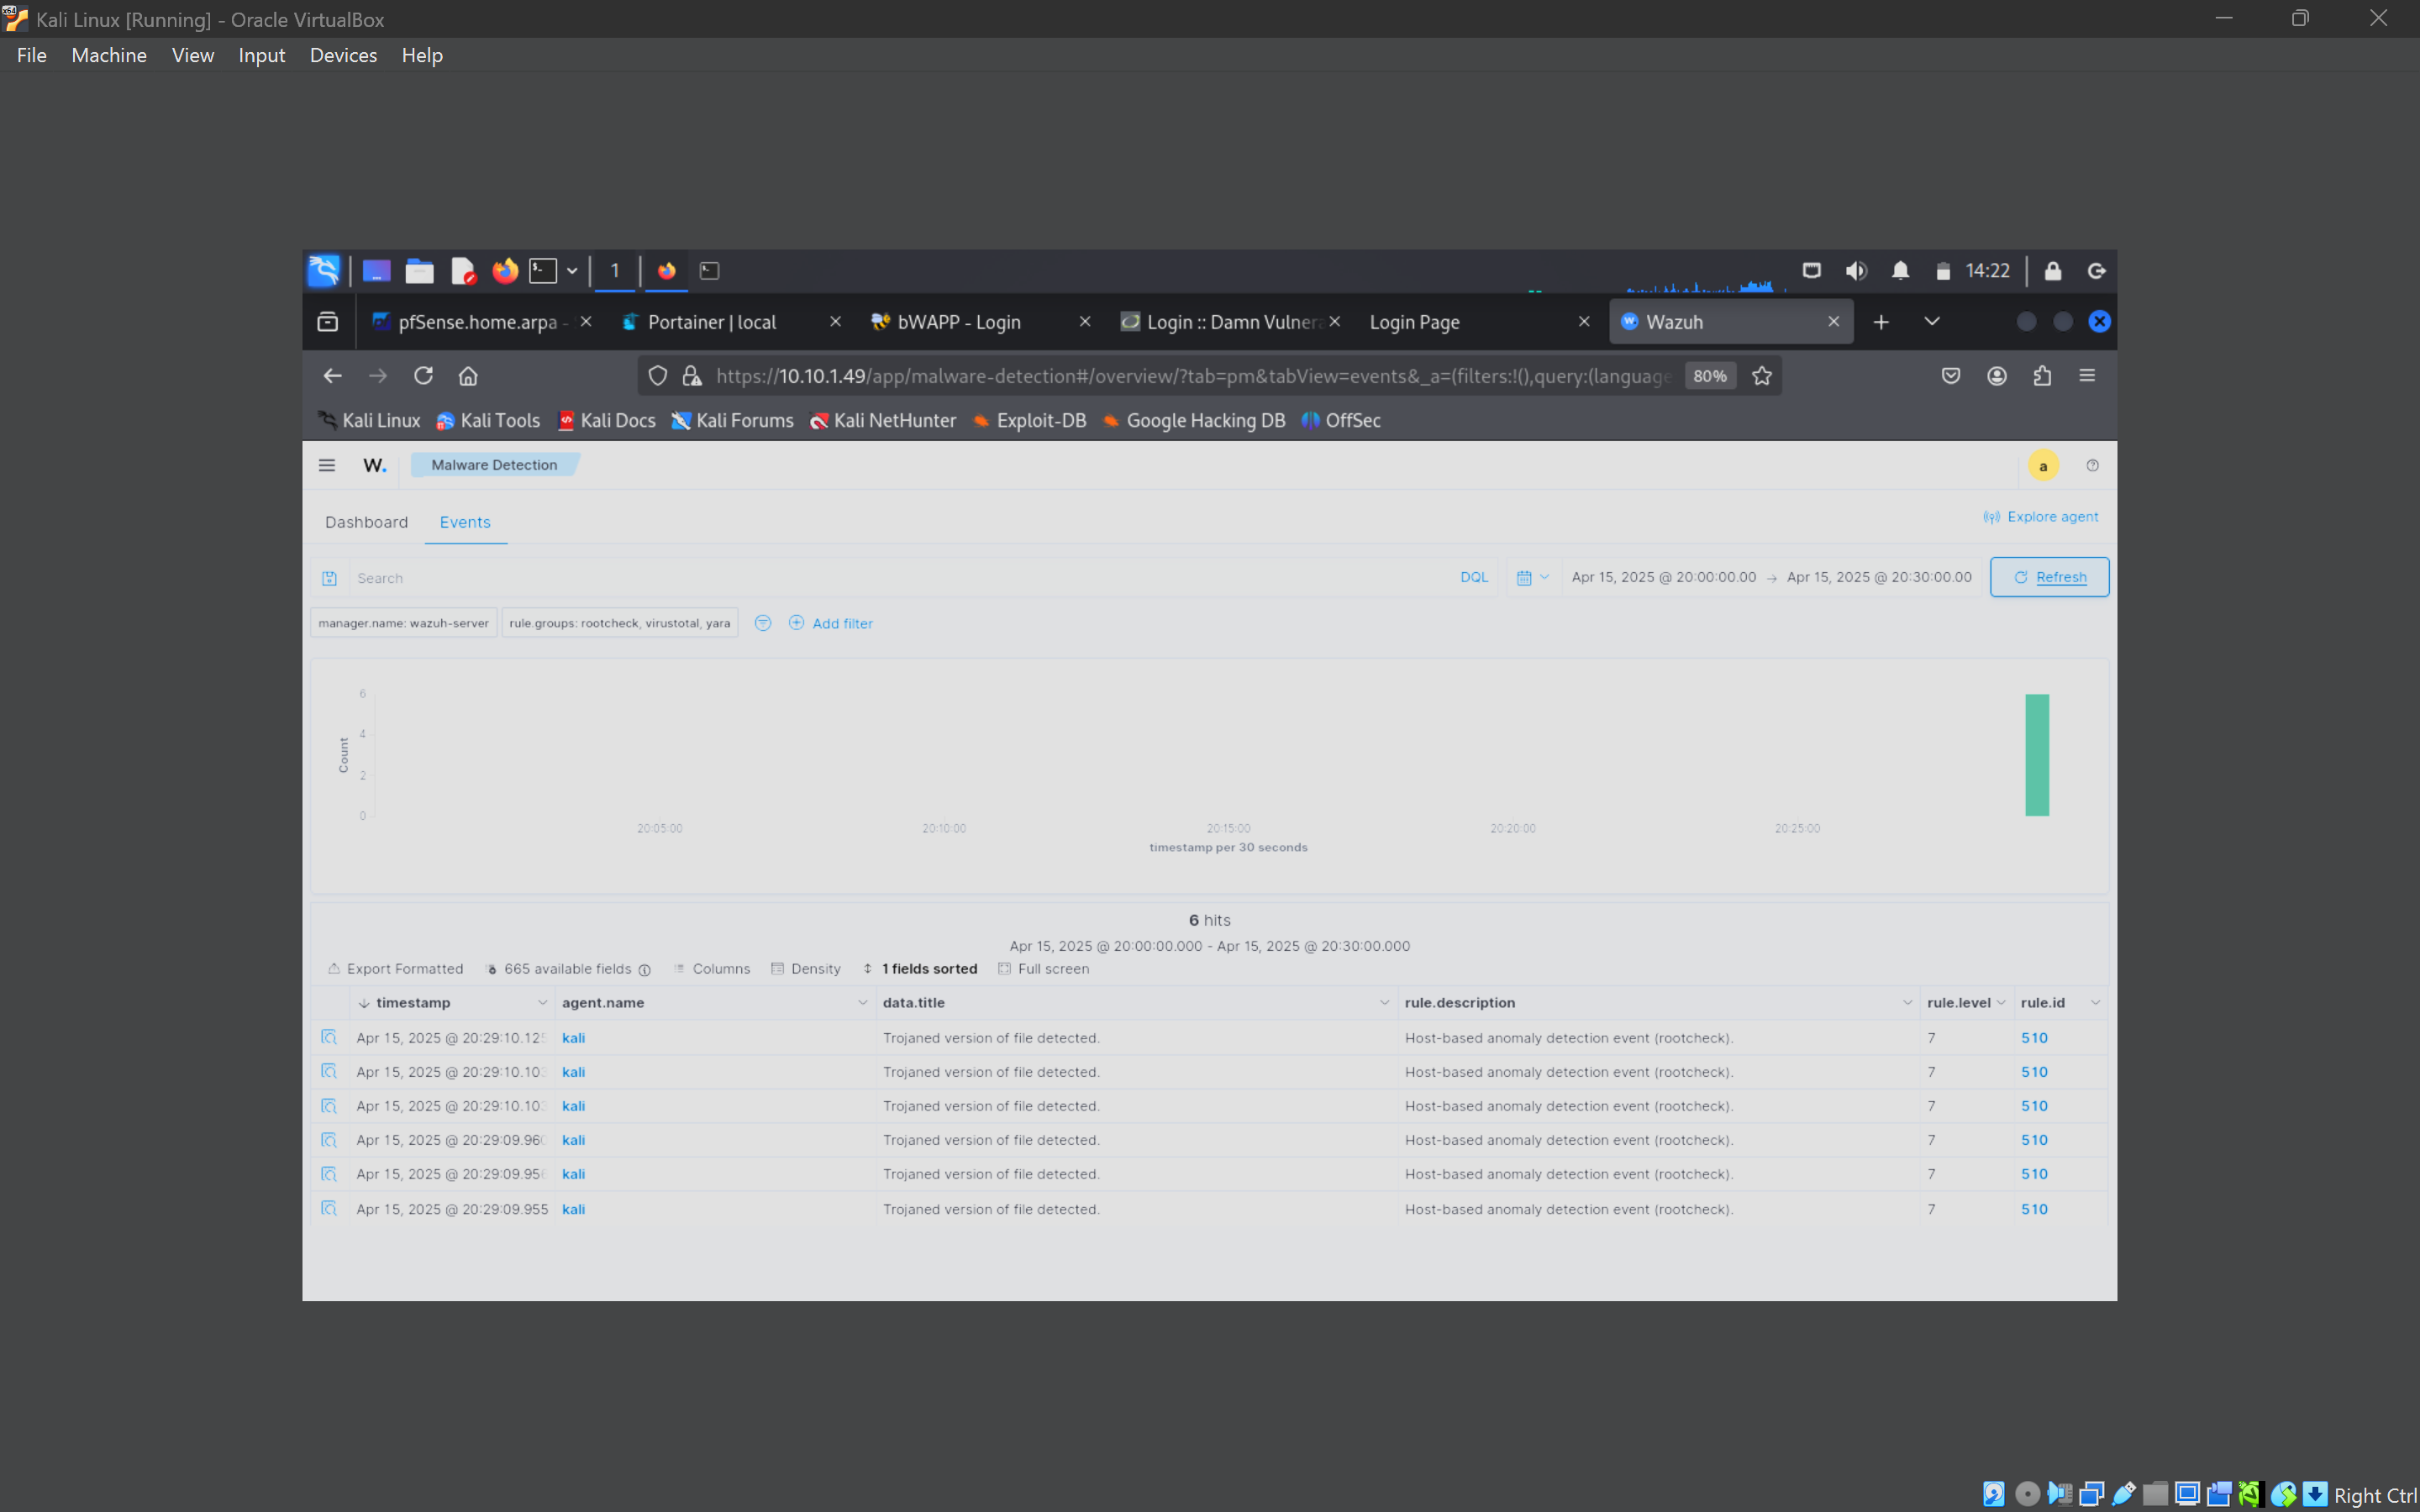 Kali Linux [Running] - Oracle VirtualBox
File Machine View Input Devices Help
1 14:22
pfSense.home.arpa - Portainer | local bWAPP - Login Login :: Damn Vulnera Login Page Wazuh
https://10.10.1.49/app/malware-detection#/overview/?tab=pm&tabView=events&_a=(filters:!(),query:(language 80%
Kali Linux Kali Tools Kali Docs Kali Forums Kali NetHunter Exploit-DB Google Hacking DB OffSec
W. Malware Detection a
Dashboard Events Explore agent
Search DQL Apr 15, 2025 @ 20:00:00.00 → Apr 15, 2025 @ 20:30:00.00 Refresh
manager.name: wazuh-server rule.groups: rootcheck, virustotal, yara Add filter
6
4
2
0
Count
20:05:00 20:10:00 20:15:00 20:20:00 20:25:00
timestamp per 30 seconds
6 hits
Apr 15, 2025 @ 20:00:00.000 - Apr 15, 2025 @ 20:30:00.000
Export Formatted 665 available fields Columns Density 1 fields sorted Full screen
timestamp agent.name data.title rule.description rule.level rule.id
Apr 15, 2025 @ 20:29:10.125 kali Trojaned version of file detected. Host-based anomaly detection event (rootcheck). 7 510
Apr 15, 2025 @ 20:29:10.103 kali Trojaned version of file detected. Host-based anomaly detection event (rootcheck). 7 510
Apr 15, 2025 @ 20:29:10.103 kali Trojaned version of file detected. Host-based anomaly detection event (rootcheck). 7 510
Apr 15, 2025 @ 20:29:09.960 kali Trojaned version of file detected. Host-based anomaly detection event (rootcheck). 7 510
Apr 15, 2025 @ 20:29:09.956 kali Trojaned version of file detected. Host-based anomaly detection event (rootcheck). 7 510
Apr 15, 2025 @ 20:29:09.955 kali Trojaned version of file detected. Host-based anomaly detection event (rootcheck). 7 510
Right Ctrl